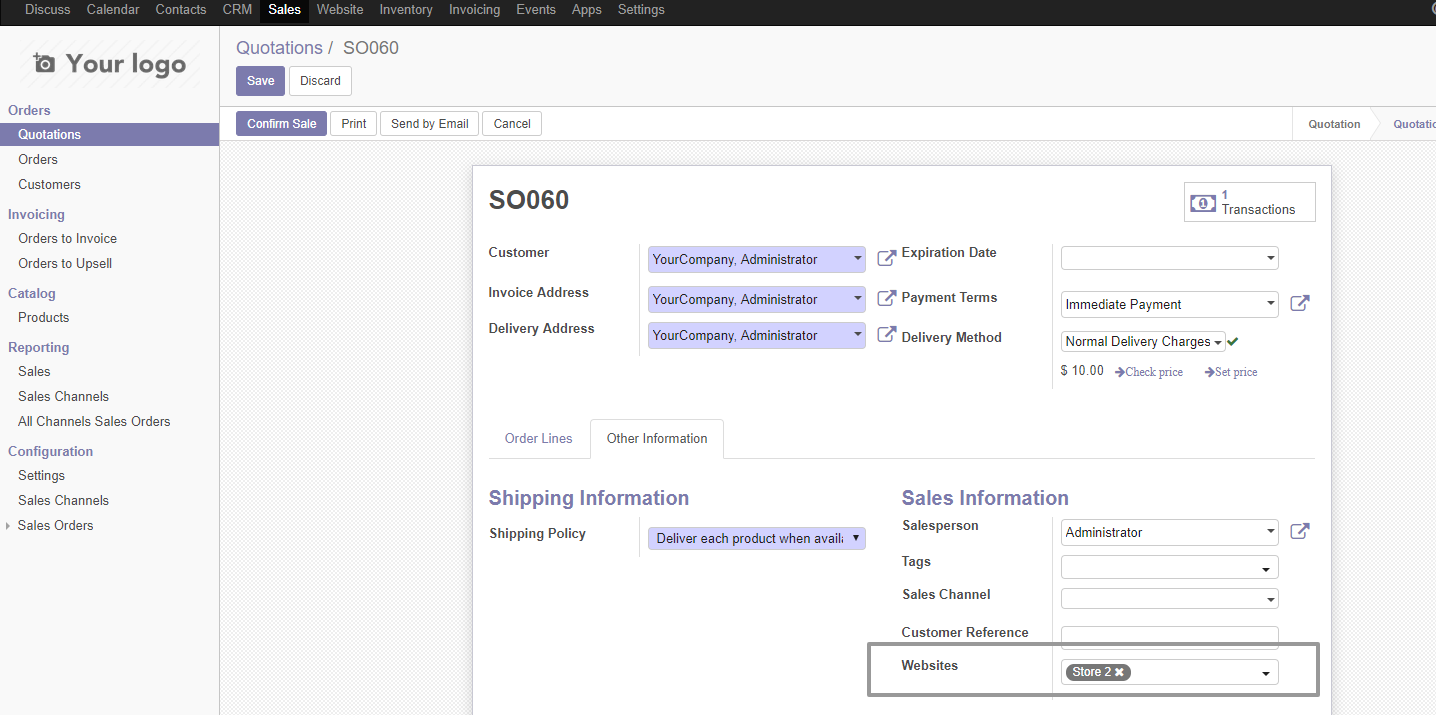 Discuss Calendar Contacts CRM Sales Website Inventory Invoicing Events Apps Settings
Your logo
Orders
Quotations
Orders
Customers
Invoicing
Orders to Invoice
Orders to Upsell
Catalog
Products
Reporting
Sales
Sales Channels
All Channels Sales Orders
Configuration
Settings
Sales Channels
Sales Orders
Quotations / SO060
Save Discard
Confirm Sale Print Send by Email Cancel
Quotation Quotatio
SO060
1
Transactions
Customer YourCompany, Administrator
Invoice Address YourCompany, Administrator
Delivery Address YourCompany, Administrator
Expiration Date
Payment Terms Immediate Payment
Delivery Method Normal Delivery Charges
$ 10.00 Check price Set price
Order Lines Other Information
Shipping Information
Shipping Policy Deliver each product when availa
Sales Information
Salesperson Administrator
Tags
Sales Channel
Customer Reference
Websites Store 2